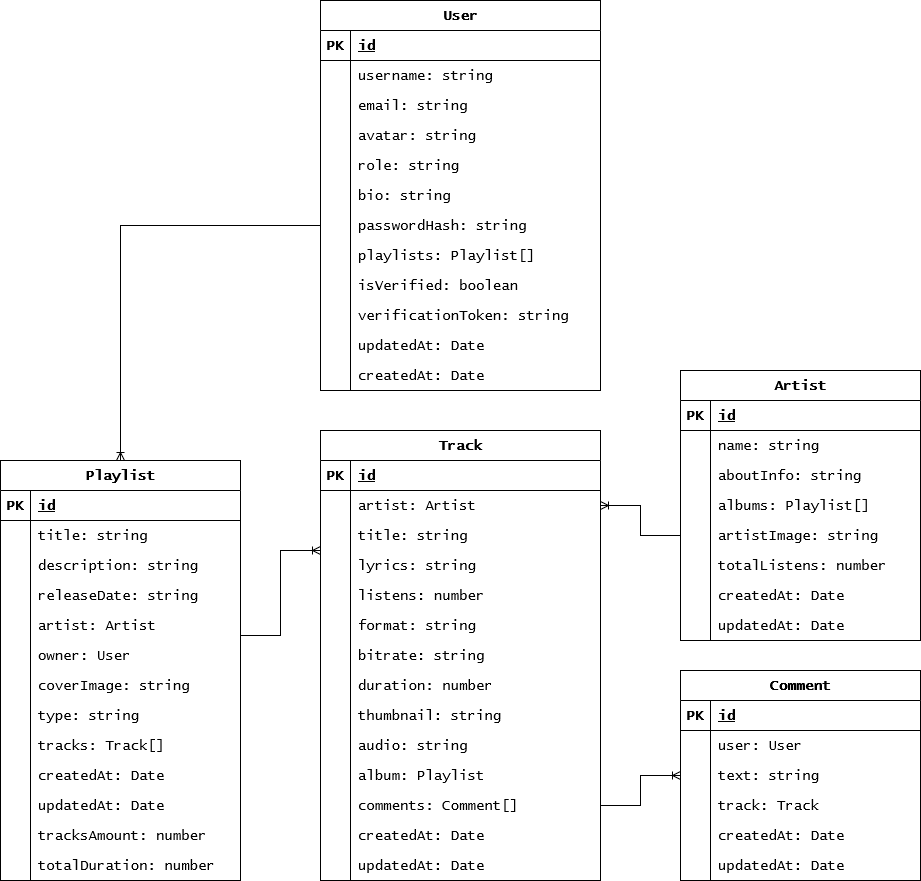 User
PK id
username: string
email: string
avatar: string
role: string
bio: string
passwordHash: string
playlists: Playlist[]
isVerified: boolean
verificationToken: string
updatedAt: Date
createdAt: Date
Playlist
PK id
title: string
description: string
releaseDate: string
artist: Artist
owner: User
coverImage: string
type: string
tracks: Track[]
createdAt: Date
updatedAt: Date
tracksAmount: number
totalDuration: number
Track
PK id
artist: Artist
title: string
lyrics: string
listens: number
format: string
bitrate: string
duration: number
thumbnail: string
audio: string
album: Playlist
comments: Comment[]
createdAt: Date
updatedAt: Date
Artist
PK id
name: string
aboutInfo: string
albums: Playlist[]
artistImage: string
totalListens: number
createdAt: Date
updatedAt: Date
Comment
PK id
user: User
text: string
track: Track
createdAt: Date
updatedAt: Date